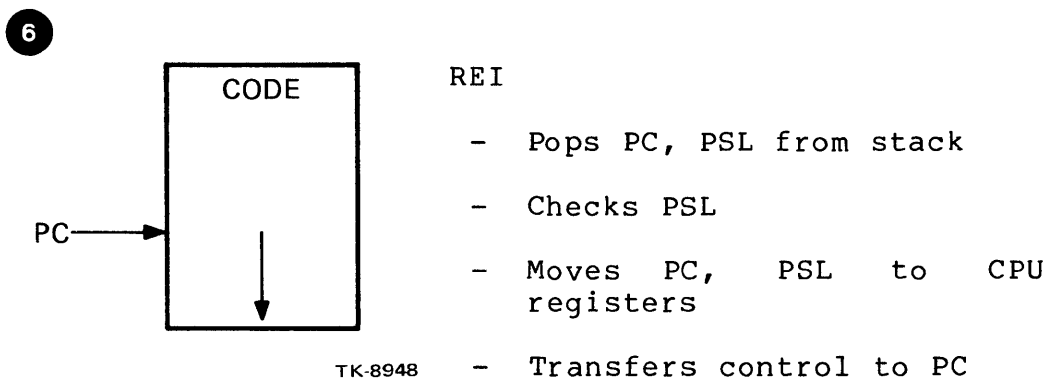 6
CODE
PC
TK-8948
REI
- Pops PC, PSL from stack
- Checks PSL
- Moves PC, PSL to CPU
registers
- Transfers control to PC